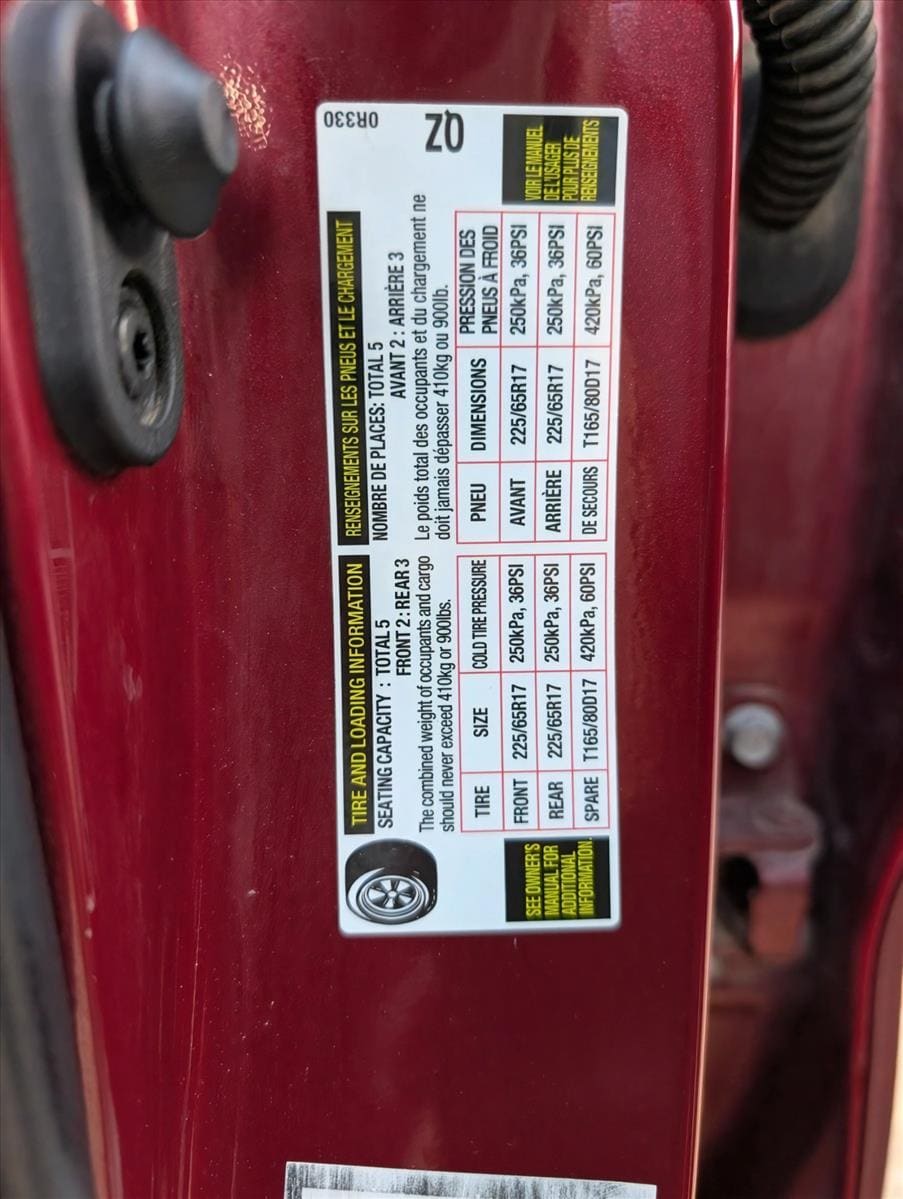 TIRE AND LOADING INFORMATION
SEATING CAPACITY : TOTAL 5
FRONT 2 : REAR 3
The combined weight of occupants and cargo
should never exceed 410kg or 900lbs.
TIRE SIZE COLD TIRE PRESSURE
FRONT 225/65R17 250kPa, 36PSI
REAR 225/65R17 250kPa, 36PSI
SPARE T165/80D17 420kPa, 60PSI
SEE OWNER'S
MANUAL FOR
ADDITIONAL
INFORMATION.
RENSEIGNEMENTS SUR LES PNEUS ET LE CHARGEMENT
NOMBRE DE PLACES: TOTAL 5
AVANT 2 : ARRIÈRE 3
Le poids total des occupants et du chargement ne
doit jamais dépasser 410kg ou 900lb.
PNEU DIMENSIONS PRESSION DES
PNEUS À FROID
AVANT 225/65R17 250kPa, 36PSI
ARRIÈRE 225/65R17 250kPa, 36PSI
DE SECOURS T165/80D17 420kPa, 60PSI
0R330
QZ
VOIR LE MANUEL
DE L'USAGER
POUR PLUS DE
RENSEIGNEMENTS